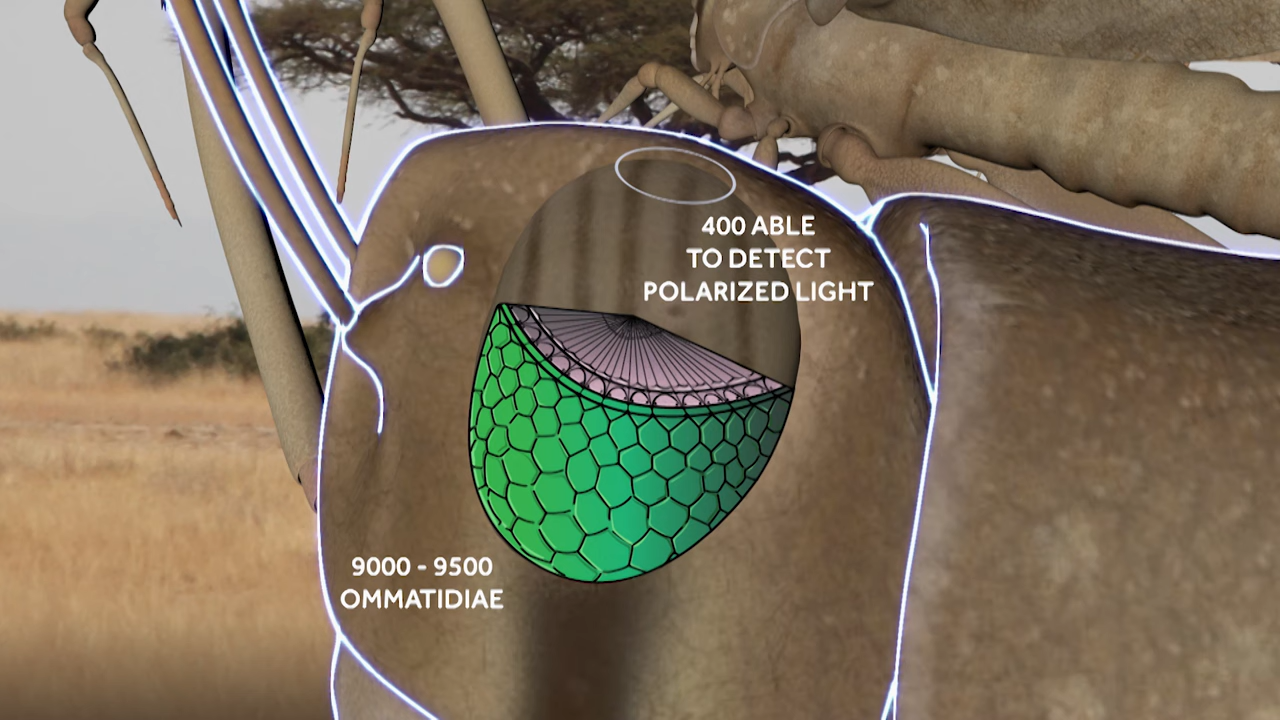 400 ABLE
TO DETECT
POLARIZED LIGHT
9000 - 9500
OMMATIDIAE